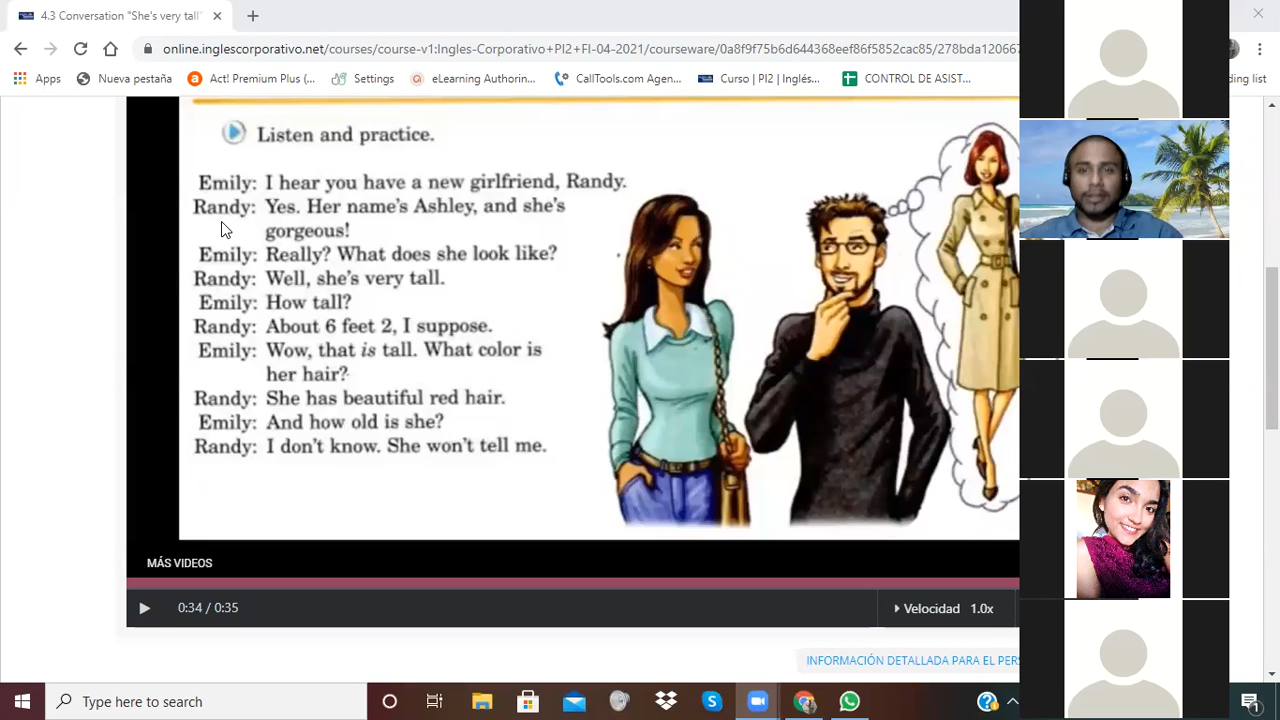 4.3 Conversation "She's very tall"
online.inglescorporativo.net/courses/course-v1:Ingles-Corporativo+PI2+FI-04-2021/courseware/0a8f9f75b6d644368eef86f5852cac85/278bda120667
Apps
Nueva pestaña
Act! Premium Plus (...
Settings
eLearning Authorin...
CallTools.com Agen...
Curso | PI2 | Inglés...
CONTROL DE ASIST...
ding list
Listen and practice.
Emily: I hear you have a new girlfriend, Randy.
Randy: Yes. Her name's Ashley, and she's
gorgeous!
Emily: Really? What does she look like?
Randy: Well, she's very tall.
Emily: How tall?
Randy: About 6 feet 2, I suppose.
Emily: Wow, that is tall. What color is
her hair?
Randy: She has beautiful red hair.
Emily: And how old is she?
Randy: I don't know. She won't tell me.
MÁS VIDEOS
0:34 / 0:35
Velocidad 1.0x
INFORMACIÓN DETALLADA PARA EL PERS
Type here to search